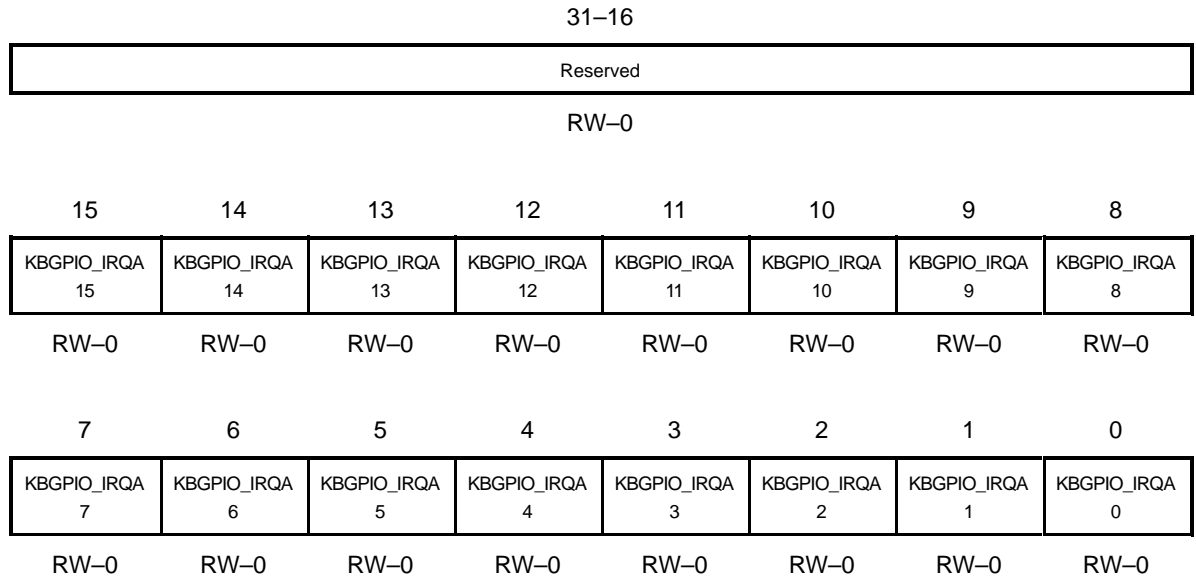 31–16
Reserved
RW–0
15 14 13 12 11 10 9 8
KBGPIO_IRQA KBGPIO_IRQA KBGPIO_IRQA KBGPIO_IRQA KBGPIO_IRQA KBGPIO_IRQA KBGPIO_IRQA KBGPIO_IRQA
15 14 13 12 11 10 9 8
RW–0 RW–0 RW–0 RW–0 RW–0 RW–0 RW–0 RW–0
7 6 5 4 3 2 1 0
KBGPIO_IRQA KBGPIO_IRQA KBGPIO_IRQA KBGPIO_IRQA KBGPIO_IRQA KBGPIO_IRQA KBGPIO_IRQA KBGPIO_IRQA
7 6 5 4 3 2 1 0
RW–0 RW–0 RW–0 RW–0 RW–0 RW–0 RW–0 RW–0